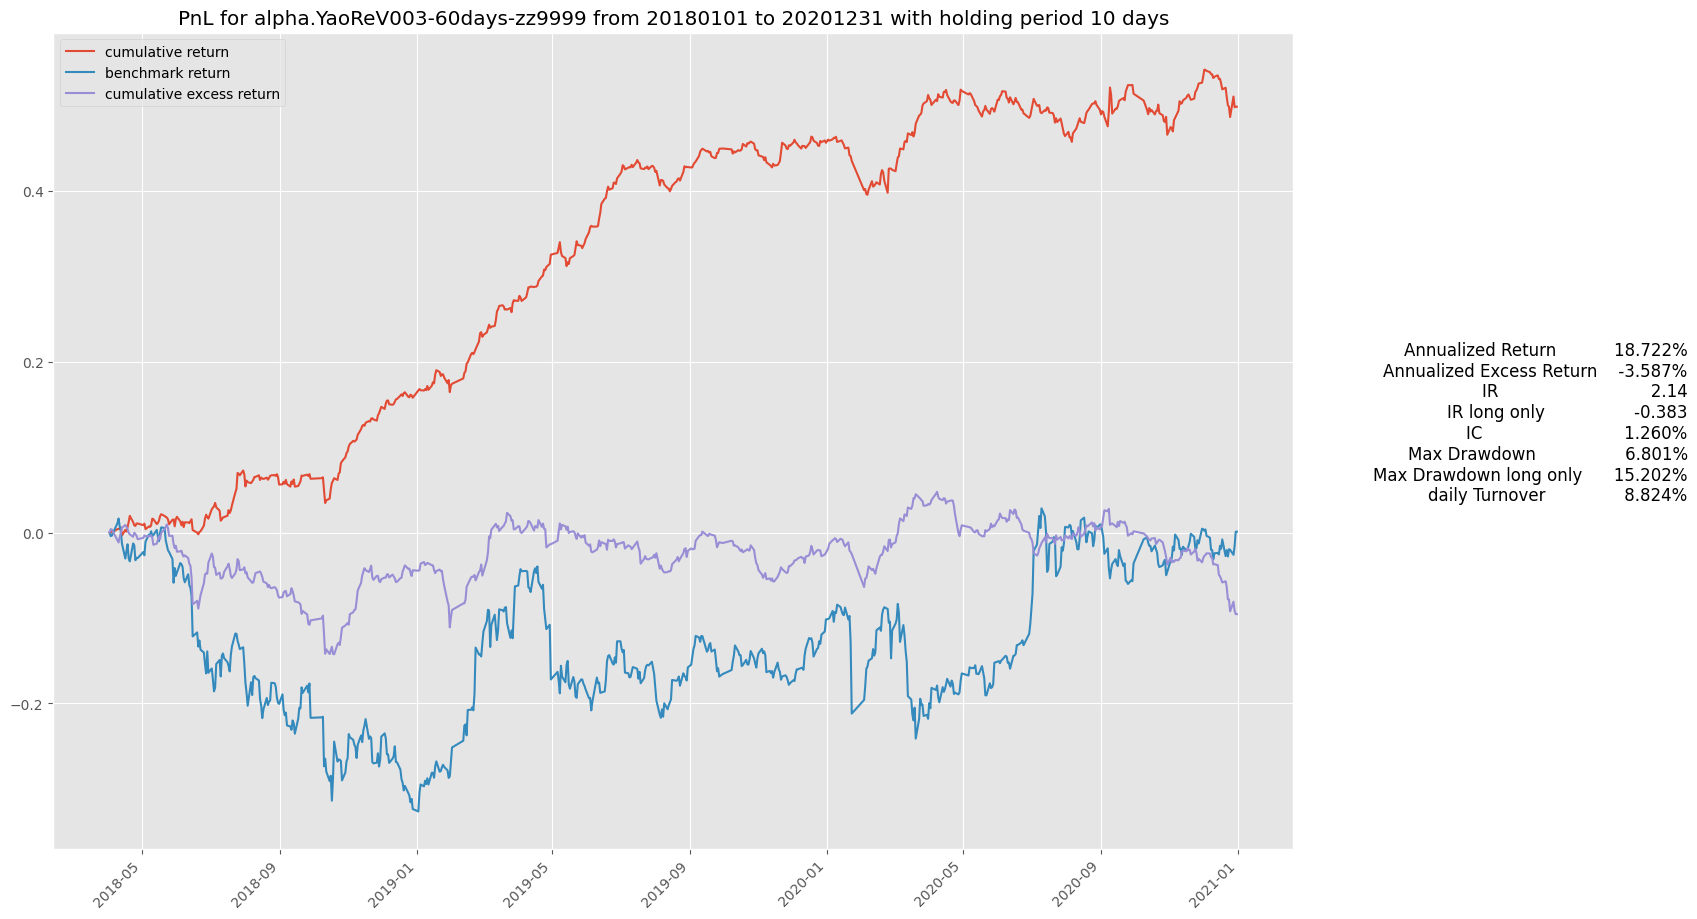 PnL for alpha.YaoReV003-60days-zz9999 from 20180101 to 20201231 with holding period 10 days
cumulative return
benchmark return
cumulative excess return
0.4
0.2
0.0
−0.2
2018-05
2018-09
2019-01
2019-05
2019-09
2020-01
2020-05
2020-09
2021-01
Annualized Return 18.722%
Annualized Excess Return -3.587%
IR 2.14
IR long only -0.383
IC 1.260%
Max Drawdown 6.801%
Max Drawdown long only 15.202%
daily Turnover 8.824%